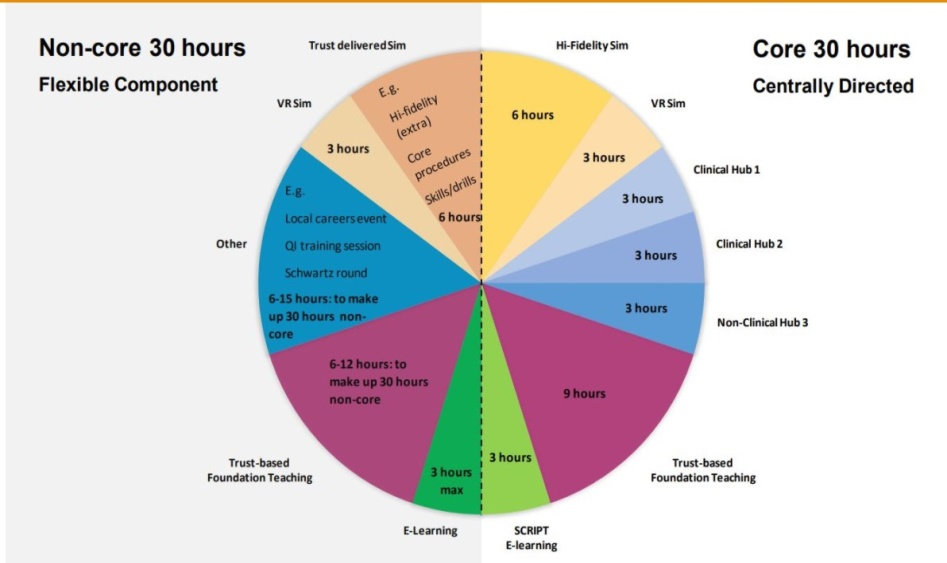 Non-core 30 hours
Flexible Component
Core 30 hours
Centrally Directed
Trust delivered Sim
E.g.
Hi-fidelity
(extra)
Core
procedures
Skills/drills
6 hours
VR Sim
3 hours
Other
E.g.
Local careers event
QI training session
Schwartz round
6-15 hours: to make
up 30 hours non-
core
Trust-based
Foundation Teaching
6-12 hours: to
make up 30 hours
non-core
E-Learning
3 hours
max
Hi-Fidelity Sim
6 hours
VR Sim
3 hours
Clinical Hub 1
3 hours
Clinical Hub 2
3 hours
Non-Clinical Hub 3
3 hours
Trust-based
Foundation Teaching
9 hours
SCRIPT
E-learning
3 hours